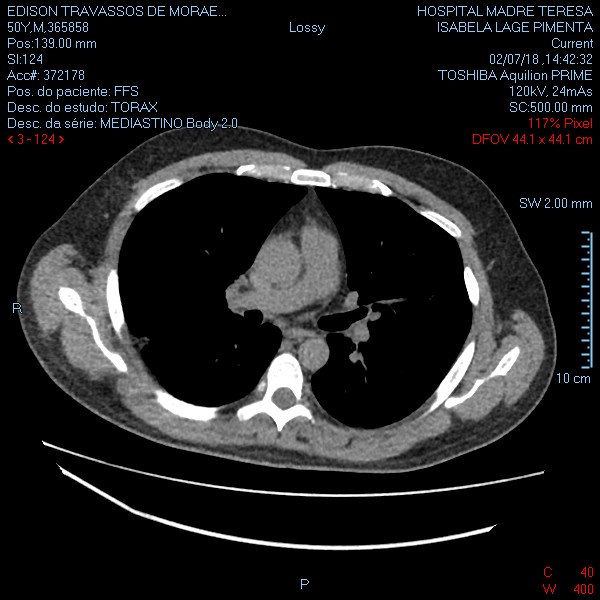 EDISON TRAVASSOS DE MORAE...
50Y,M,365858
Pos:139.00 mm
SI:124
Acc#: 372178
Pos. do paciente: FFS
Desc. do estudo: TORAX
Desc. da série: MEDIASTINO Body 2.0
< 3 - 124 >
Lossy
HOSPITAL MADRE TERESA
ISABELA LAGE PIMENTA
Current
02/07/18 ,14:42:32
TOSHIBA Aquilion PRIME
120kV, 24mAs
SC:500.00 mm
117% Pixel
DFOV 44.1 x 44.1 cm
SW 2.00 mm
R
10 cm
P
C 40
W 400